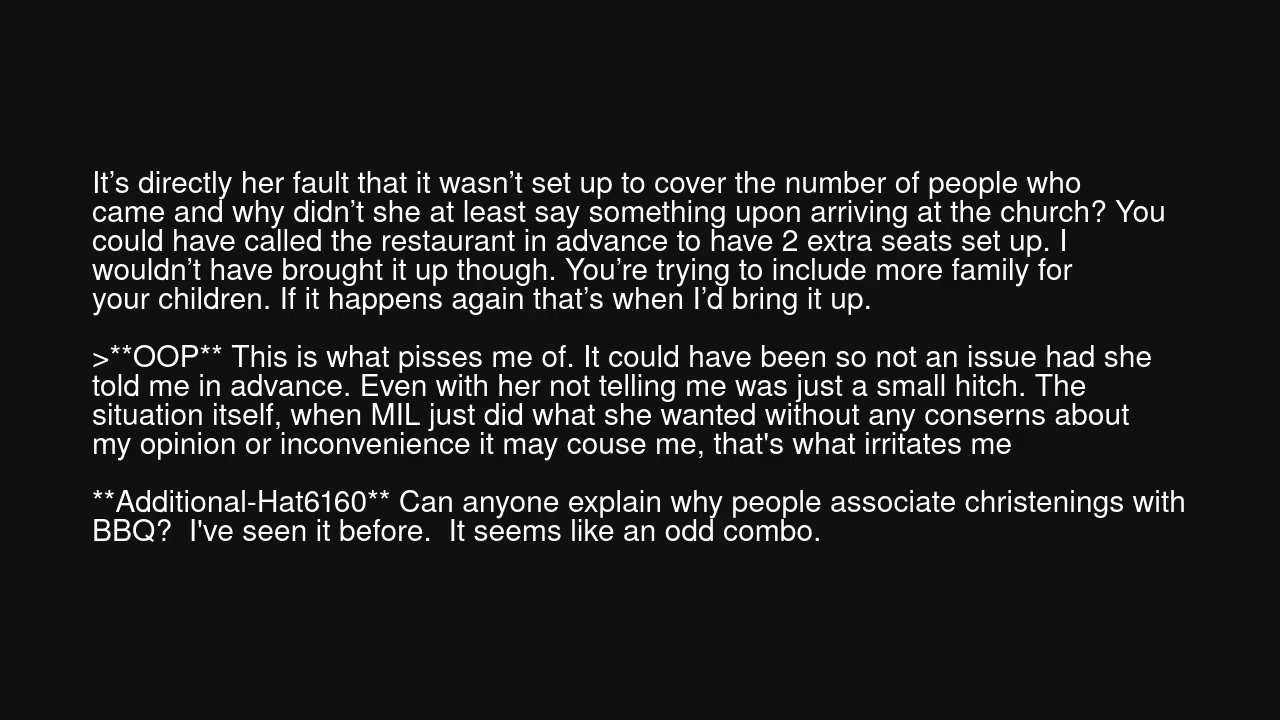 It’s directly her fault that it wasn’t set up to cover the number of people who
came and why didn’t she at least say something upon arriving at the church? You
could have called the restaurant in advance to have 2 extra seats set up. I
wouldn’t have brought it up though. You’re trying to include more family for
your children. If it happens again that’s when I’d bring it up.
>**OOP** This is what pisses me of. It could have been so not an issue had she
told me in advance. Even with her not telling me was just a small hitch. The
situation itself, when MIL just did what she wanted without any conserns about
my opinion or inconvenience it may couse me, that's what irritates me
**Additional-Hat6160** Can anyone explain why people associate christenings with
BBQ?  I've seen it before.  It seems like an odd combo.